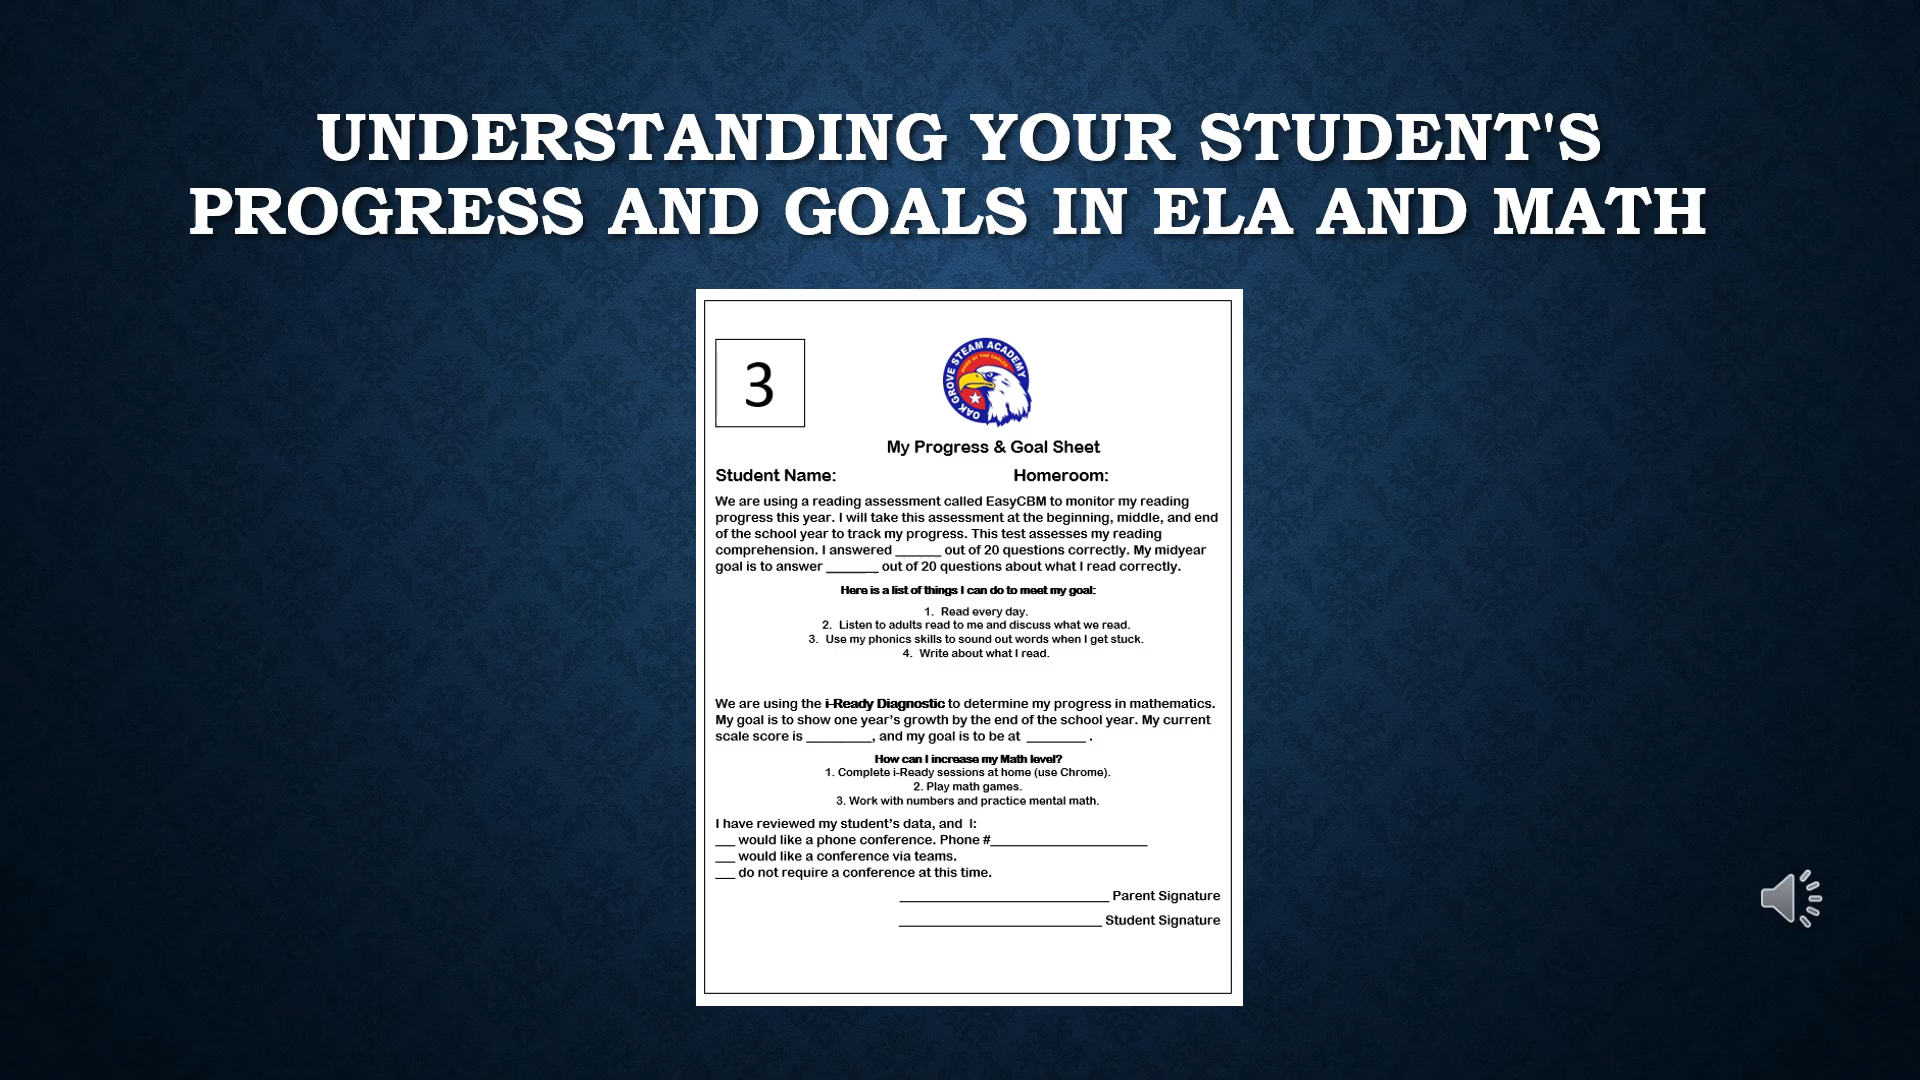 UNDERSTANDING YOUR STUDENT'S
PROGRESS AND GOALS IN ELA AND MATH
3
OAK GROVE STEAM ACADEMY
HOME OF THE EAGLES
My Progress & Goal Sheet
Student Name: Homeroom:
We are using a reading assessment called EasyCBM to monitor my reading
progress this year. I will take this assessment at the beginning, middle, and end
of the school year to track my progress. This test assesses my reading
comprehension. I answered ______ out of 20 questions correctly. My midyear
goal is to answer _______ out of 20 questions about what I read correctly.
Here is a list of things I can do to meet my goal:
1. Read every day.
2. Listen to adults read to me and discuss what we read.
3. Use my phonics skills to sound out words when I get stuck.
4. Write about what I read.
We are using the i-Ready Diagnostic to determine my progress in mathematics.
My goal is to show one year's growth by the end of the school year. My current
scale score is _________, and my goal is to be at ________ .
How can I increase my Math level?
1. Complete i-Ready sessions at home (use Chrome).
2. Play math games.
3. Work with numbers and practice mental math.
I have reviewed my student's data, and I:
___ would like a phone conference. Phone #________________________
___ would like a conference via teams.
___ do not require a conference at this time.
________________________________ Parent Signature
_______________________________ Student Signature